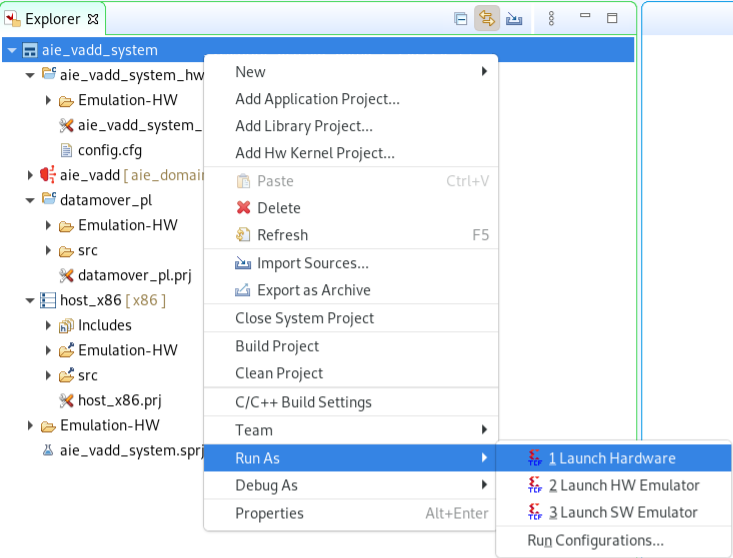 Explorer
aie_vadd_system
aie_vadd_system_hw
Emulation-HW
aie_vadd_system_
config.cfg
aie_vadd [ aie_domai
datamover_pl
Emulation-HW
src
datamover_pl.prj
host_x86 [ x86 ]
Includes
Emulation-HW
src
host_x86.prj
Emulation-HW
aie_vadd_system.sprj
New
Add Application Project...
Add Library Project...
Add Hw Kernel Project...
Paste Ctrl+V
Delete
Refresh F5
Import Sources...
Export as Archive
Close System Project
Build Project
Clean Project
C/C++ Build Settings
Team
Run As
Debug As
Properties Alt+Enter
TCF 1 Launch Hardware
TCF 2 Launch HW Emulator
TCF 3 Launch SW Emulator
Run Configurations...